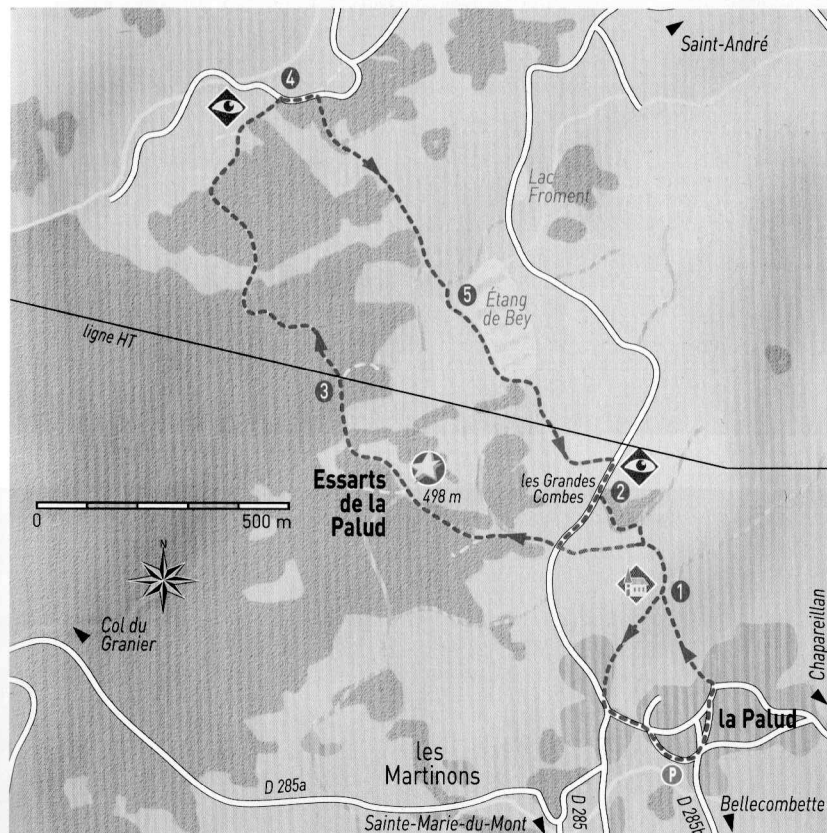 Saint-André
4
Lac
Froment
5
Étang
de Bey
ligne HT
3
Essarts
de la
Palud
498 m
les Grandes
Combes
2
0
500 m
N
1
Col du
Granier
Chapareillan
la Palud
les
Martinons
P
D 285a
D 285
D 285
Bellecombette
Sainte-Marie-du-Mont